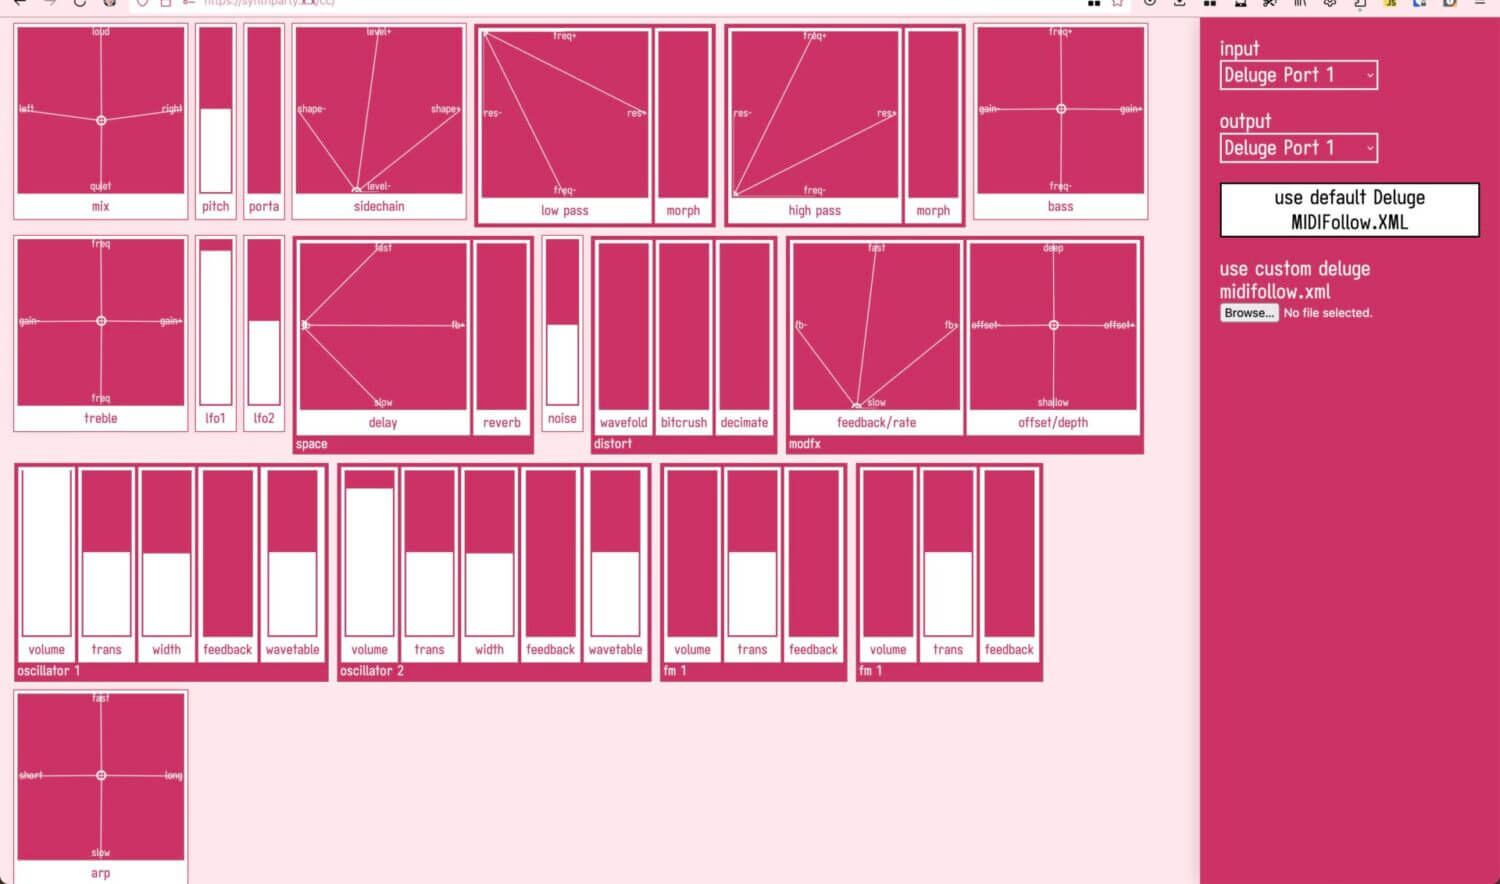 https://synthparty.x.x/cc/
loud
left
right
quiet
mix
pitch
porta
level+
shape-
shape+
level-
sidechain
freq+
res-
res+
freq-
low pass
morph
freq+
res-
res+
freq-
high pass
morph
freq+
gain-
gain+
freq-
bass
freq
gain-
gain+
freq
treble
lfo1
lfo2
fast
fb
fb+
slow
delay
reverb
space
noise
wavefold
bitcrush
decimate
distort
fast
fb-
fb+
slow
feedback/rate
deep
offset-
offset+
shallow
offset/depth
modfx
volume
trans
width
feedback
wavetable
oscillator 1
volume
trans
width
feedback
wavetable
oscillator 2
volume
trans
feedback
fm 1
volume
trans
feedback
fm 1
fast
short
long
slow
arp
input
Deluge Port 1
output
Deluge Port 1
use default Deluge
MIDIFollow.XML
use custom deluge
midifollow.xml
Browse... No file selected.